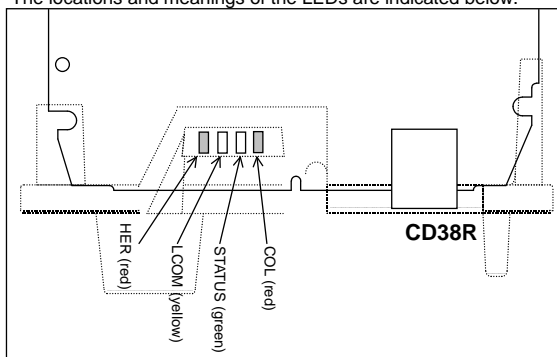 The locations and meanings of the LEDs are indicated below.
CD38R
HER (red)
LCOM (yellow)
STATUS (green)
COL (red)